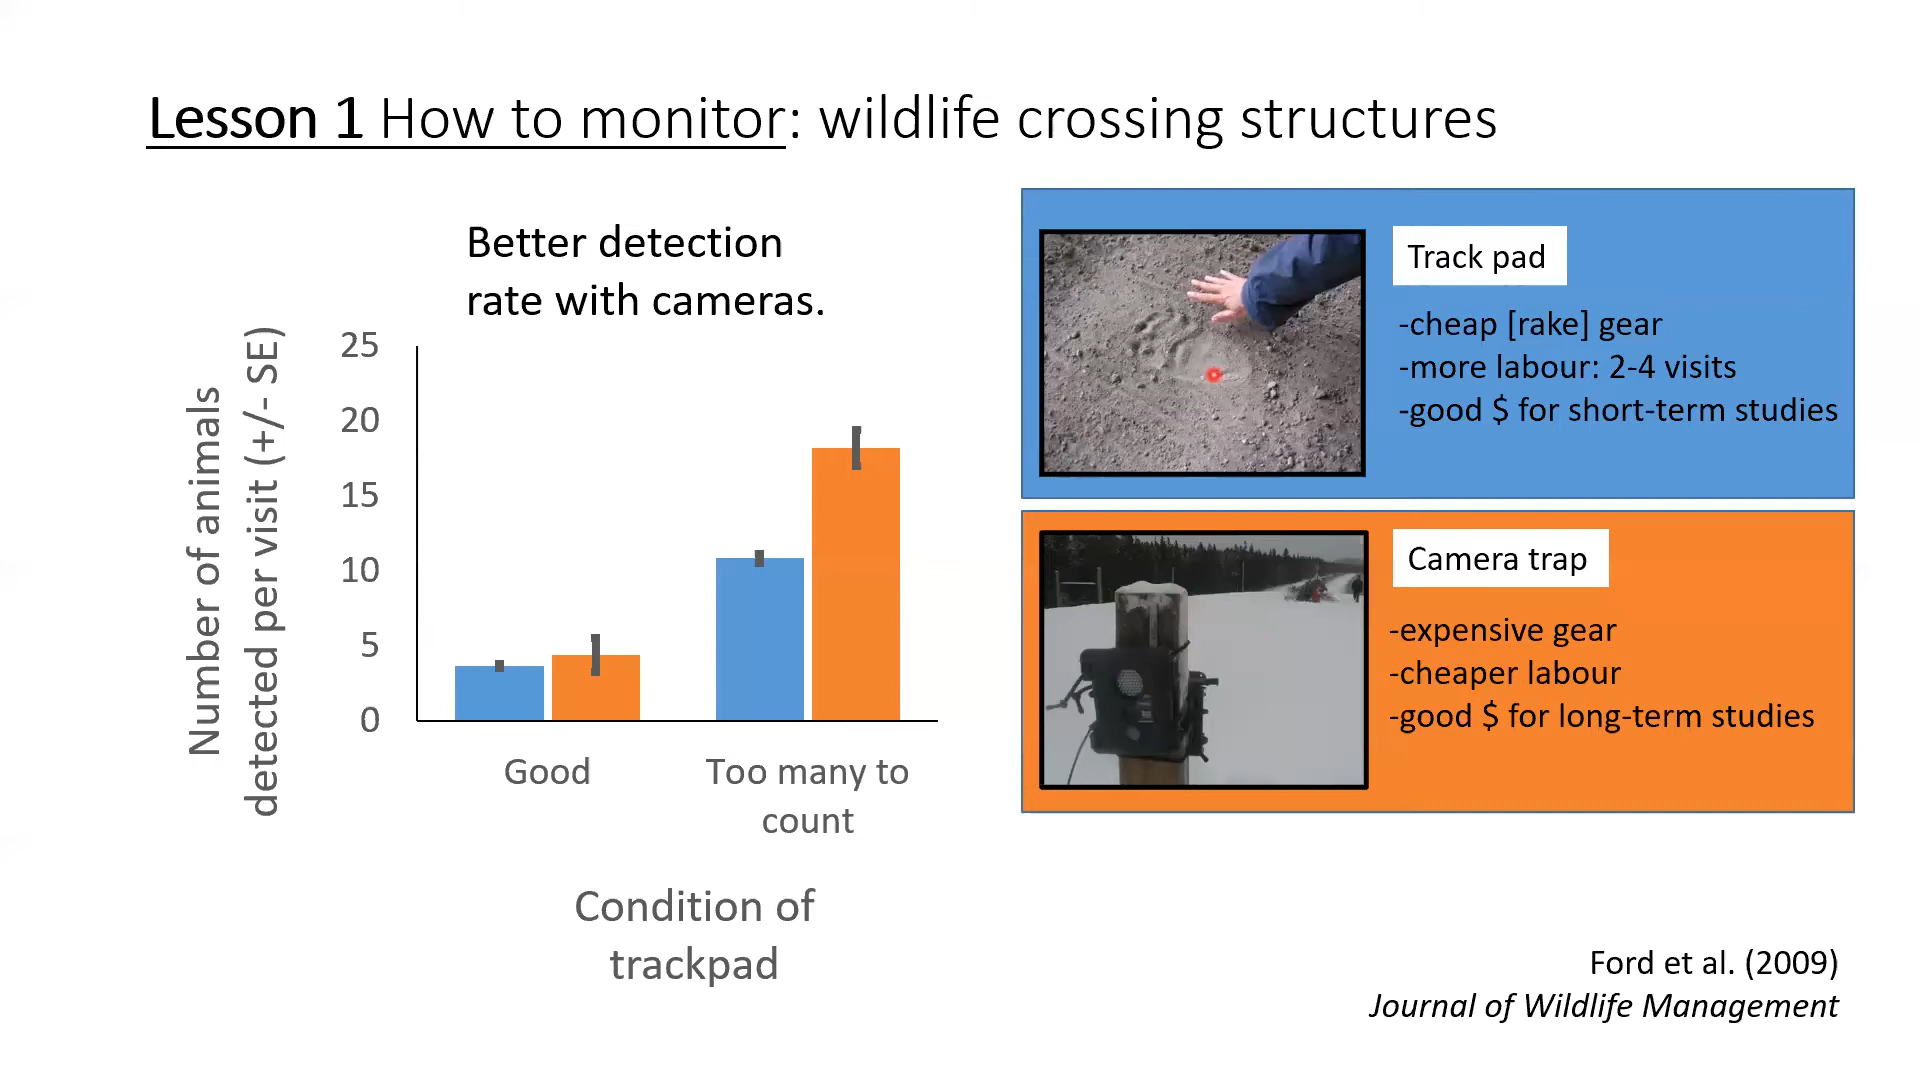 Lesson 1 How to monitor: wildlife crossing structures
Better detection
rate with cameras.
Number of animals
detected per visit (+/- SE)
25
20
15
10
5
0
Good
Too many to
count
Condition of
trackpad
Track pad
-cheap [rake] gear
-more labour: 2-4 visits
-good $ for short-term studies
Camera trap
-expensive gear
-cheaper labour
-good $ for long-term studies
Ford et al. (2009)
Journal of Wildlife Management